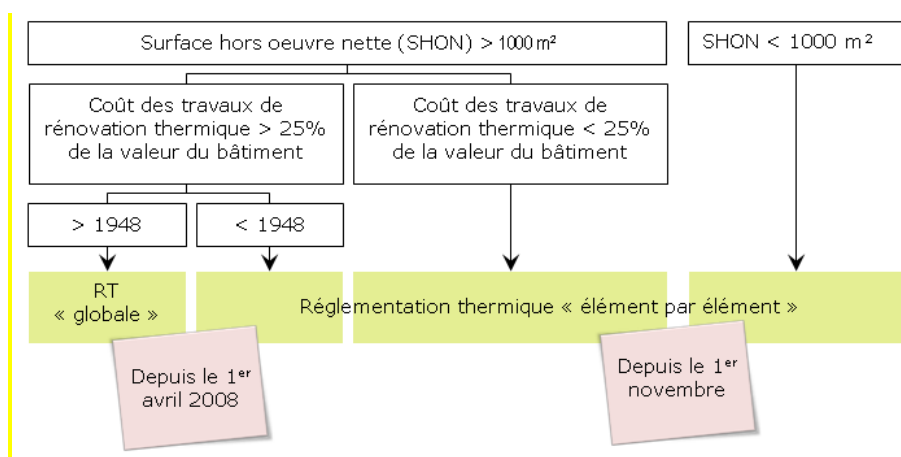 Surface hors oeuvre nette (SHON) > 1000 m²
SHON < 1000 m²
Coût des travaux de
rénovation thermique > 25%
de la valeur du bâtiment
Coût des travaux de
rénovation thermique < 25%
de la valeur du bâtiment
> 1948
< 1948
RT
« globale »
Réglementation thermique « élément par élément »
Depuis le 1er
avril 2008
Depuis le 1er
novembre